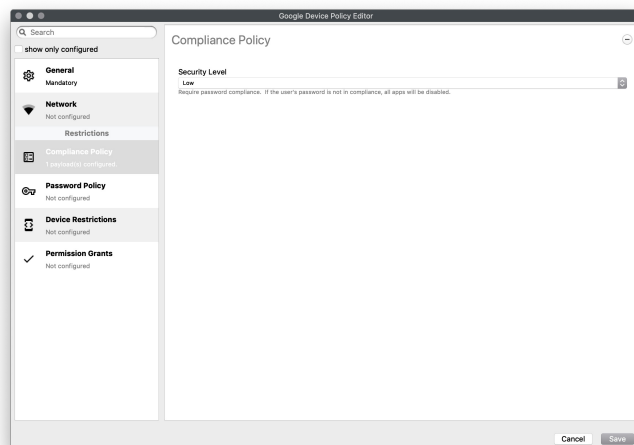 Google Device Policy Editor
Search
show only configured
General
Mandatory
Network
Not configured
Restrictions
Compliance Policy
1 payload(s) configured.
Password Policy
Not configured
Device Restrictions
Not configured
Permission Grants
Not configured
Compliance Policy
Security Level
Low
Require password compliance. If the user's password is not in compliance, all apps will be disabled.
Cancel
Save